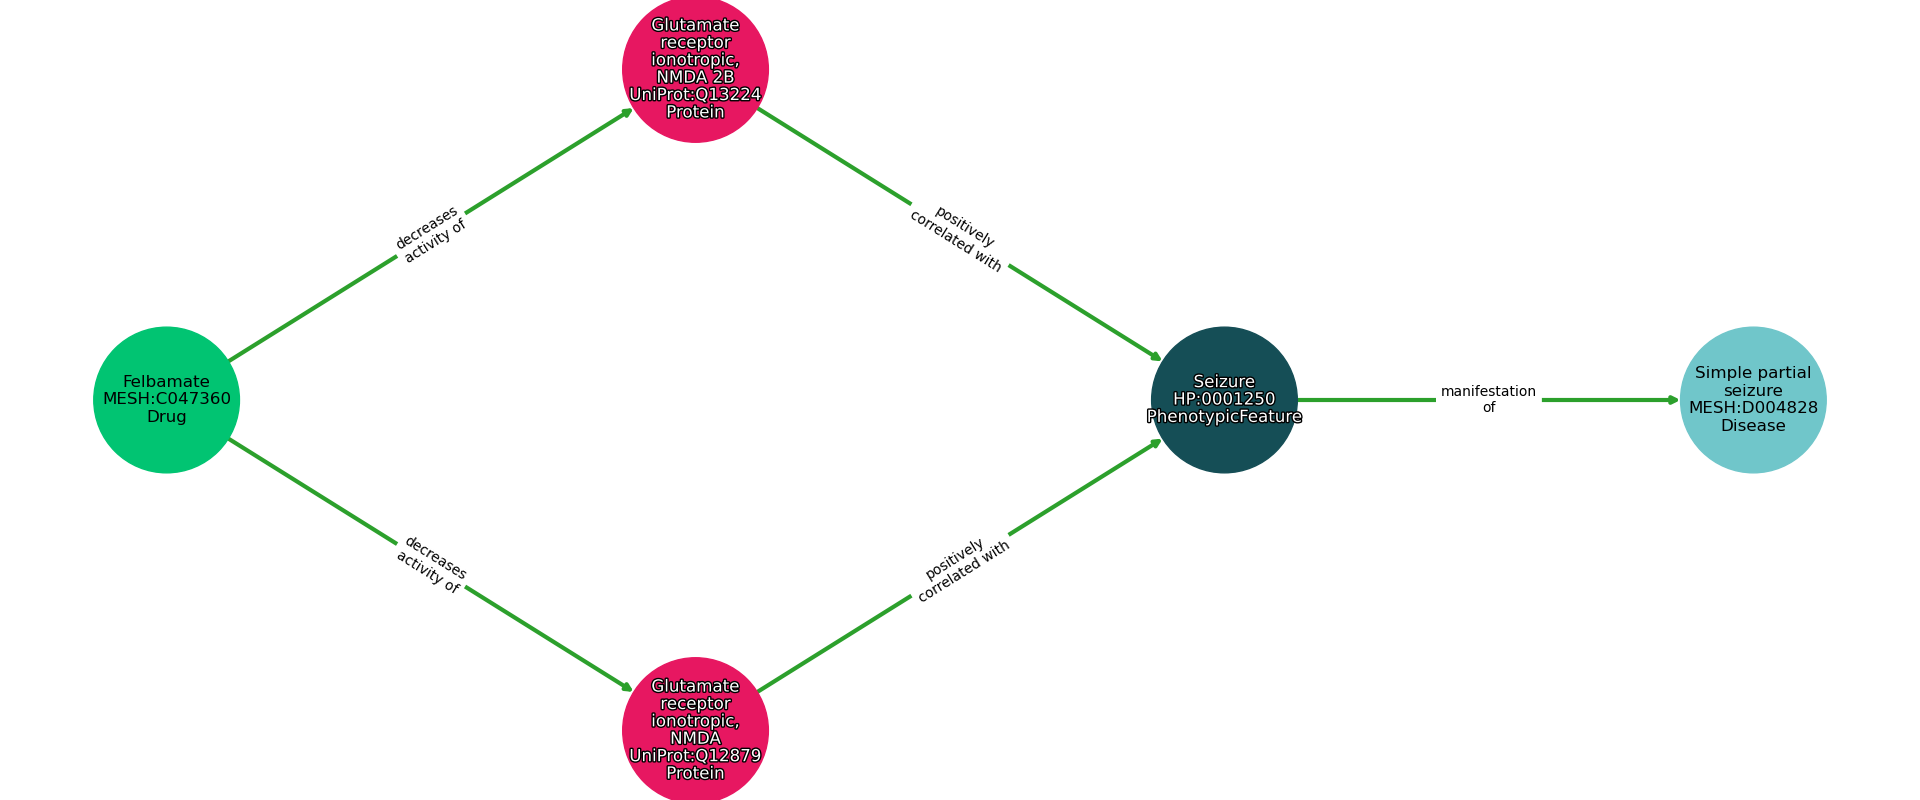 Glutamate
receptor
ionotropic,
NMDA 2B
UniProt:Q13224
Protein
decreases
activity of
positively
correlated with
Felbamate
MESH:C047360
Drug
Seizure
HP:0001250
PhenotypicFeature
manifestation
of
Simple partial
seizure
MESH:D004828
Disease
decreases
activity of
positively
correlated with
Glutamate
receptor
ionotropic,
NMDA
UniProt:Q12879
Protein